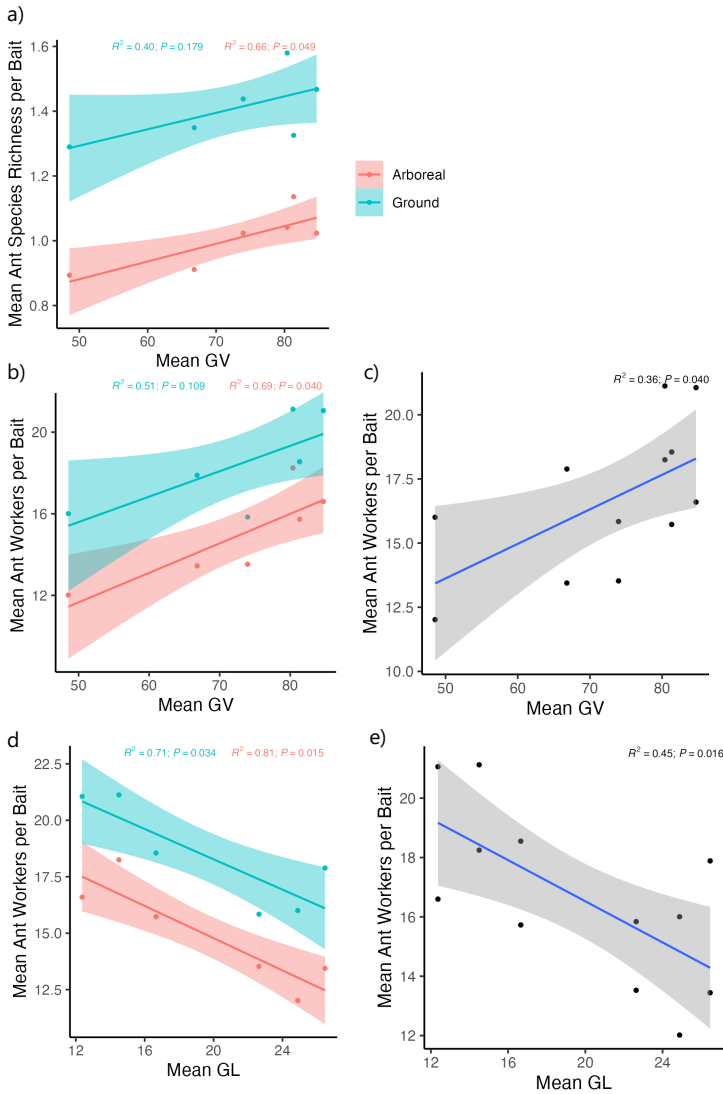 a)
R² = 0.40; P = 0.179 R² = 0.66; P = 0.049
Mean Ant Species Richness per Bait
1.6
1.4
1.2
1.0
0.8
50 60 70 80
Mean GV
Arboreal
Ground
b)
R² = 0.51; P = 0.109 R² = 0.69; P = 0.040
Mean Ant Workers per Bait
20
16
12
50 60 70 80
Mean GV
c)
R² = 0.36; P = 0.040
Mean Ant Workers per Bait
20.0
17.5
15.0
12.5
10.0
50 60 70 80
Mean GV
d
R² = 0.71; P = 0.034 R² = 0.81; P = 0.015
Mean Ant Workers per Bait
22.5
20.0
17.5
15.0
12.5
12 16 20 24
Mean GL
e)
R² = 0.45; P = 0.016
Mean Ant Workers per Bait
20
18
16
14
12
12 16 20 24
Mean GL